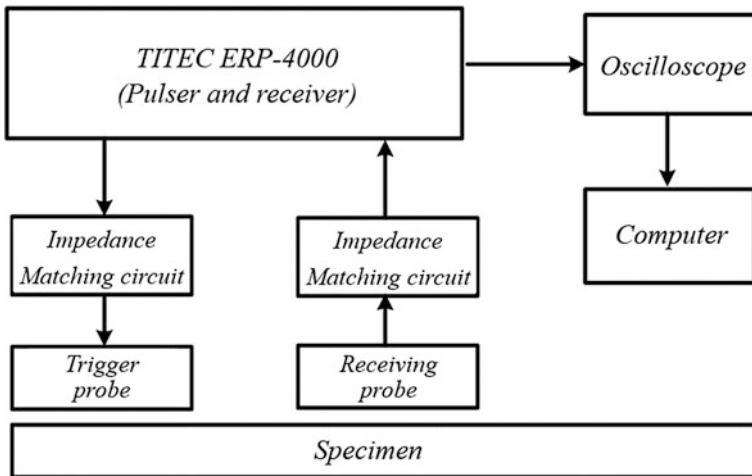 TITEC ERP-4000
(Pulser and receiver)
Oscilloscope
Computer
Impedance
Matching circuit
Impedance
Matching circuit
Trigger
probe
Receiving
probe
Specimen